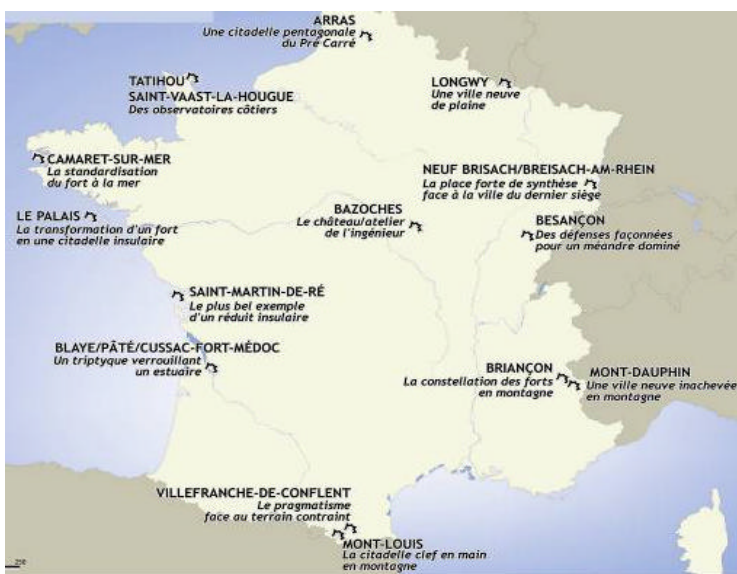 ARRAS
Une citadelle pentagonale
du Pré Carré
TATIHOU
SAINT-VAAST-LA-HOUGUE
Des observatoires côtiers
LONGWY
Une ville neuve
de plaine
CAMARET-SUR-MER
La standardisation
du fort à la mer
NEUF BRISACH/BREISACH-AM-RHEIN
La place forte de synthèse
face à la ville du dernier siège
LE PALAIS
La transformation d'un fort
en une citadelle insulaire
BAZOCHES
Le château/atelier
de l'ingénieur
BESANÇON
Des défenses façonnées
pour un méandre dominé
SAINT-MARTIN-DE-RÉ
Le plus bel exemple
d'un réduit insulaire
BLAYE/PÂTÉ/CUSSAC-FORT-MÉDOC
Un triptyque verrouillant
un estuaire
BRIANÇON
La constellation des forts
en montagne
MONT-DAUPHIN
Une ville neuve inachevée
en montagne
VILLEFRANCHE-DE-CONFLENT
Le pragmatisme
face au terrain contraint
MONT-LOUIS
La citadelle clef en main
en montagne